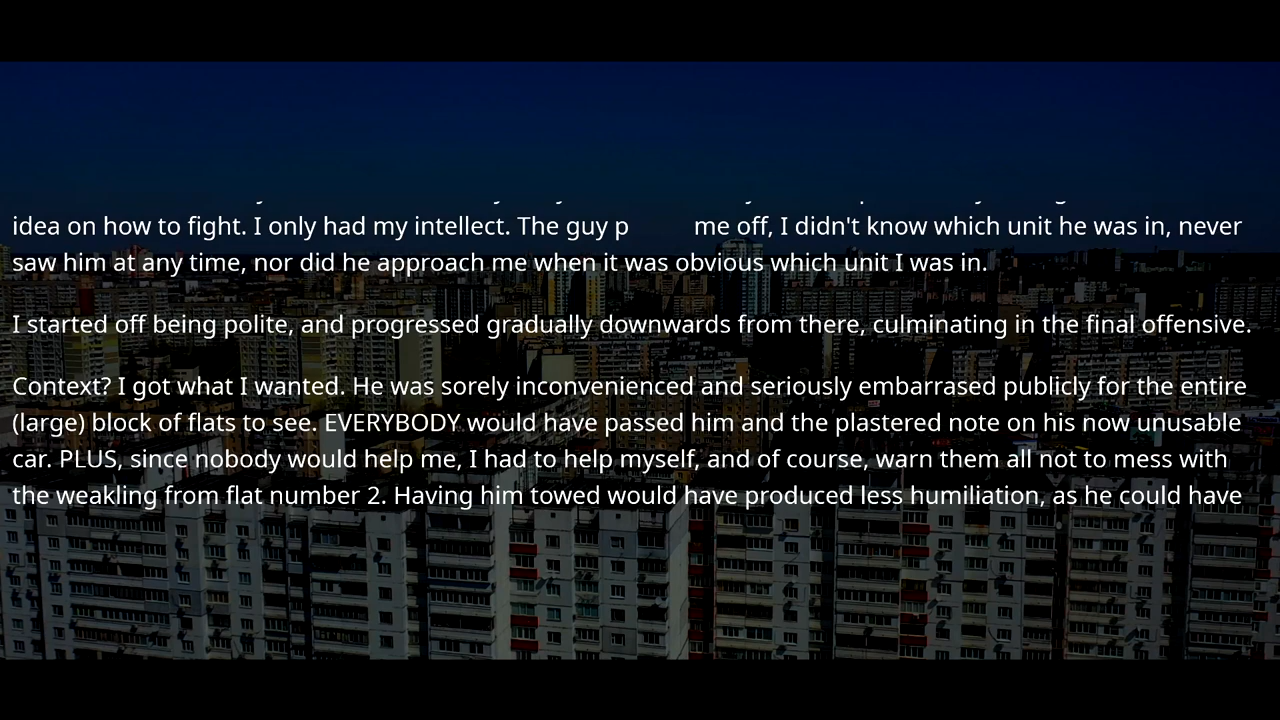 idea on how to fight. I only had my intellect. The guy p me off, I didn't know which unit he was in, never
saw him at any time, nor did he approach me when it was obvious which unit I was in.
I started off being polite, and progressed gradually downwards from there, culminating in the final offensive.
Context? I got what I wanted. He was sorely inconvenienced and seriously embarrased publicly for the entire
(large) block of flats to see. EVERYBODY would have passed him and the plastered note on his now unusable
car. PLUS, since nobody would help me, I had to help myself, and of course, warn them all not to mess with
the weakling from flat number 2. Having him towed would have produced less humiliation, as he could have